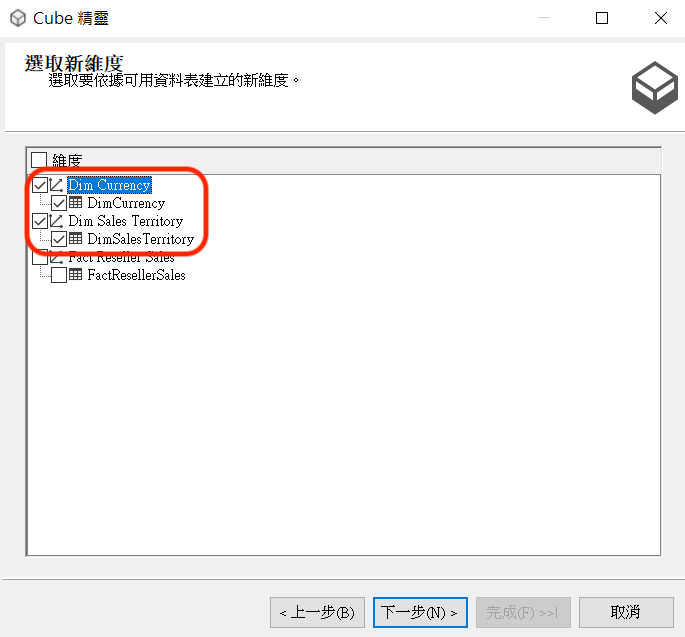 Cube 精靈
選取新維度
選取要依據可用資料表建立的新維度。
維度
Dim Currency
DimCurrency
Dim Sales Territory
DimSalesTerritory
Fact Reseller Sales
FactResellerSales
< 上一步(B) 下一步(N) > 完成(F) >>| 取消